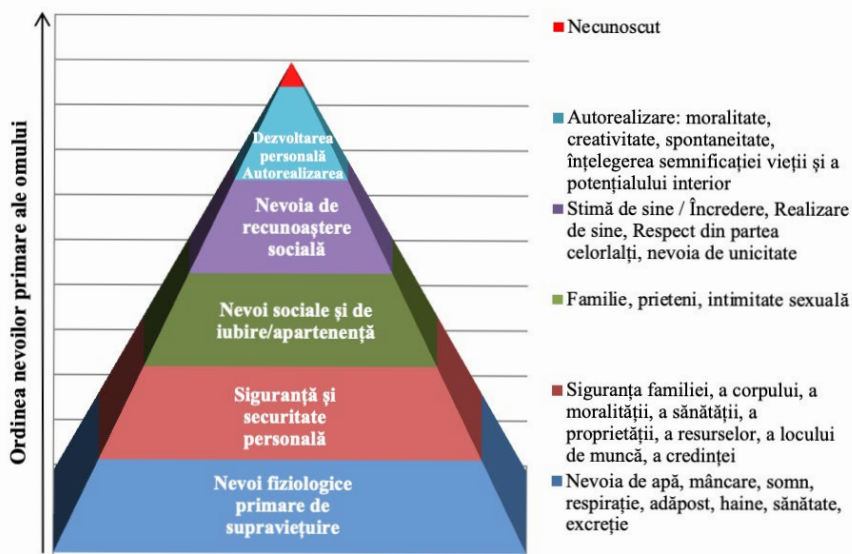 Ordinea nevoilor primare ale omului
Dezvoltarea
personală
Autorealizarea
Nevoia de
recunoaștere
socială
Nevoi sociale și de
iubire/apartenență
Siguranță și
securitate
personală
Nevoi fiziologice
primare de
supraviețuire
Necunoscut
Autorealizare: moralitate,
creativitate, spontaneitate,
înțelegerea semnificației vieții și a
potențialului interior
Stimă de sine / Încredere, Realizare
de sine, Respect din partea
celorlalți, nevoia de unicitate
Familie, prieteni, intimitate sexuală
Siguranța familiei, a corpului, a
moralității, a sănătății, a
proprietății, a resurselor, a locului
de muncă, a credinței
Nevoia de apă, mâncare, somn,
respirație, adăpost, haine, sănătate,
excreție